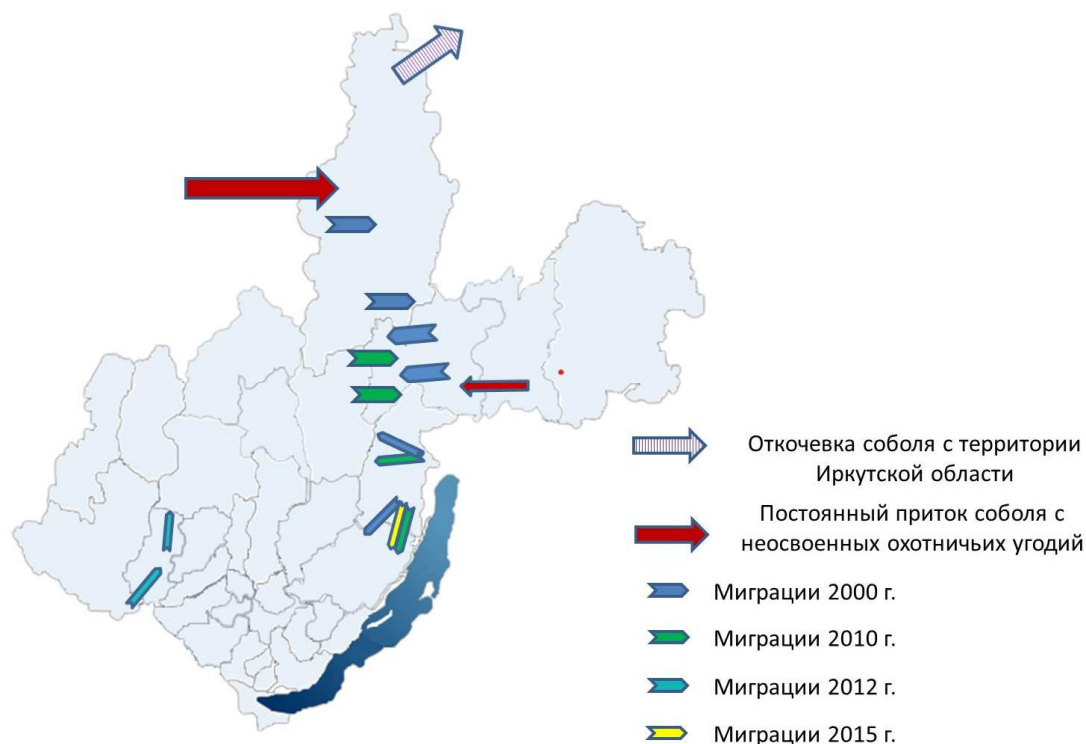 Откочевка соболя с территории
Иркутской области
Постоянный приток соболя с
неосвоенных охотничьих угодий
Миграции 2000 г.
Миграции 2010 г.
Миграции 2012 г.
Миграции 2015 г.